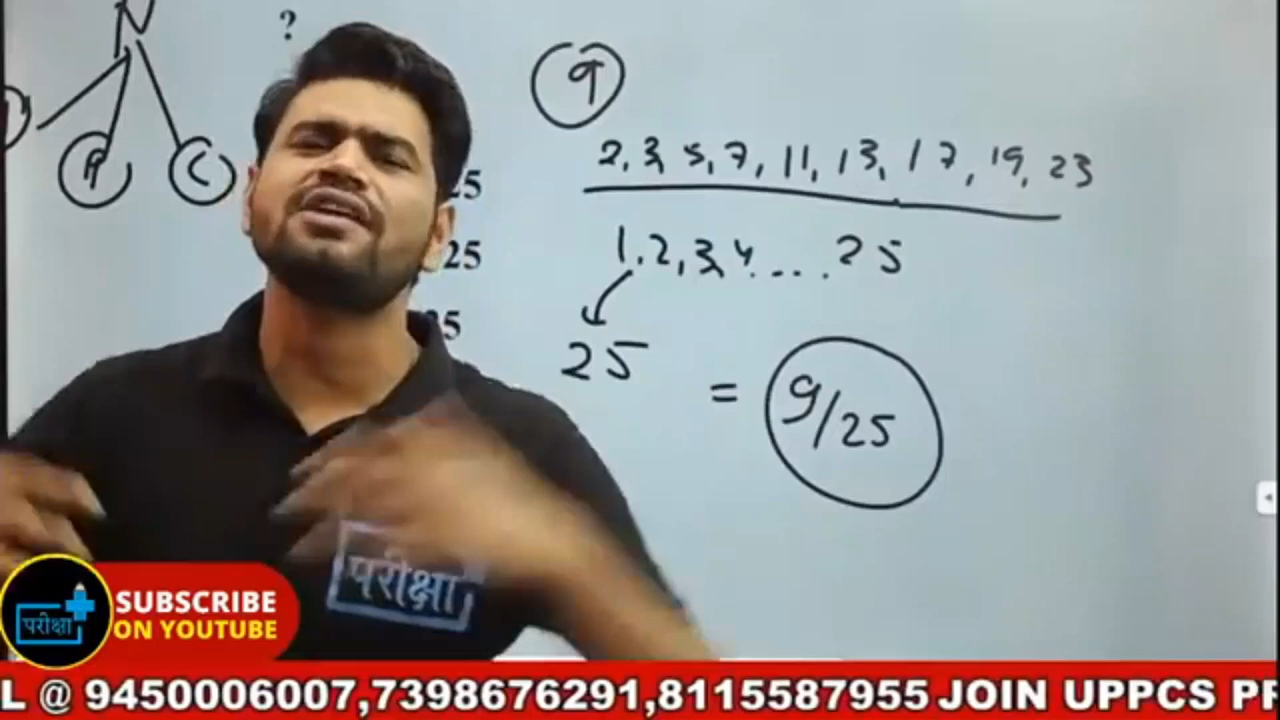 N
?
9
P
C
2, 3, 5, 7, 11, 13, 17, 19, 23
1, 2, 3, 4 .... 25
25
25
25
25
= 9/25
परीक्षा
परीक्षा
SUBSCRIBE
ON YOUTUBE
L @ 9450006007,7398676291,8115587955 JOIN UPPCS